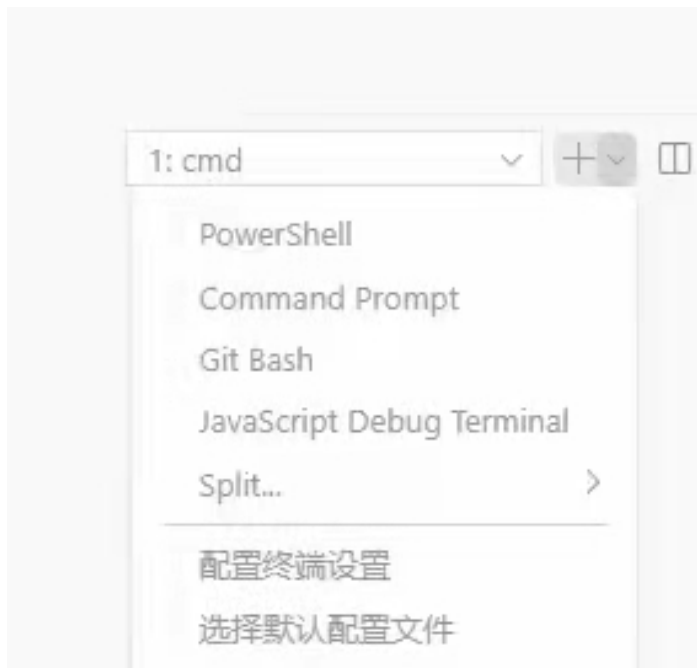 1: cmd
PowerShell
Command Prompt
Git Bash
JavaScript Debug Terminal
Split...
配置终端设置
选择默认配置文件